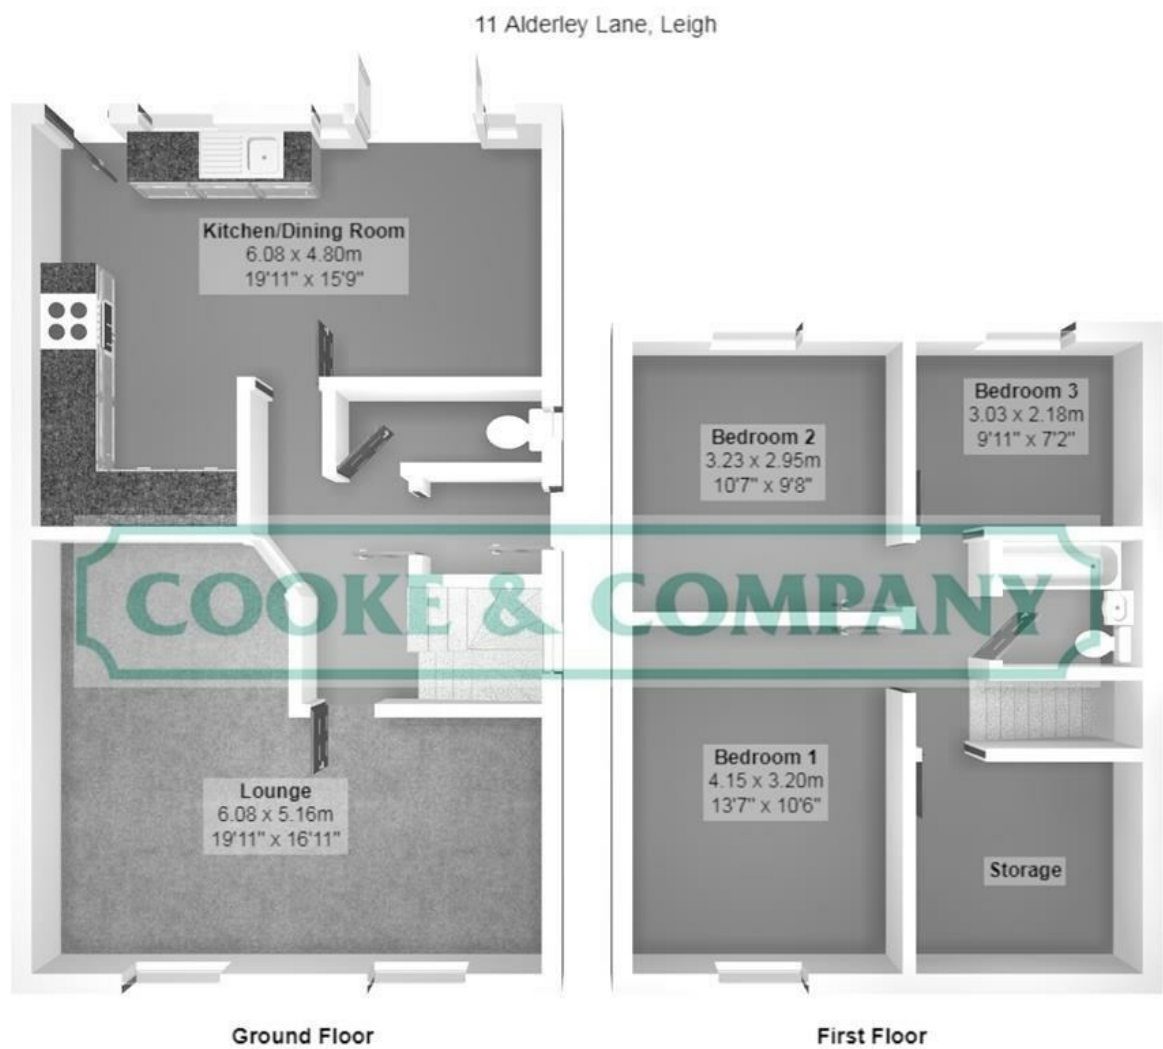 11 Alderley Lane, Leigh
Kitchen/Dining Room
6.08 x 4.80m
19'11" x 15'9"
Bedroom 2
3.23 x 2.95m
10'7" x 9'8"
Bedroom 3
3.03 x 2.18m
9'11" x 7'2"
COOKE & COMPANY
Lounge
6.08 x 5.16m
19'11" x 16'11"
Bedroom 1
4.15 x 3.20m
13'7" x 10'6"
Storage
Ground Floor
First Floor